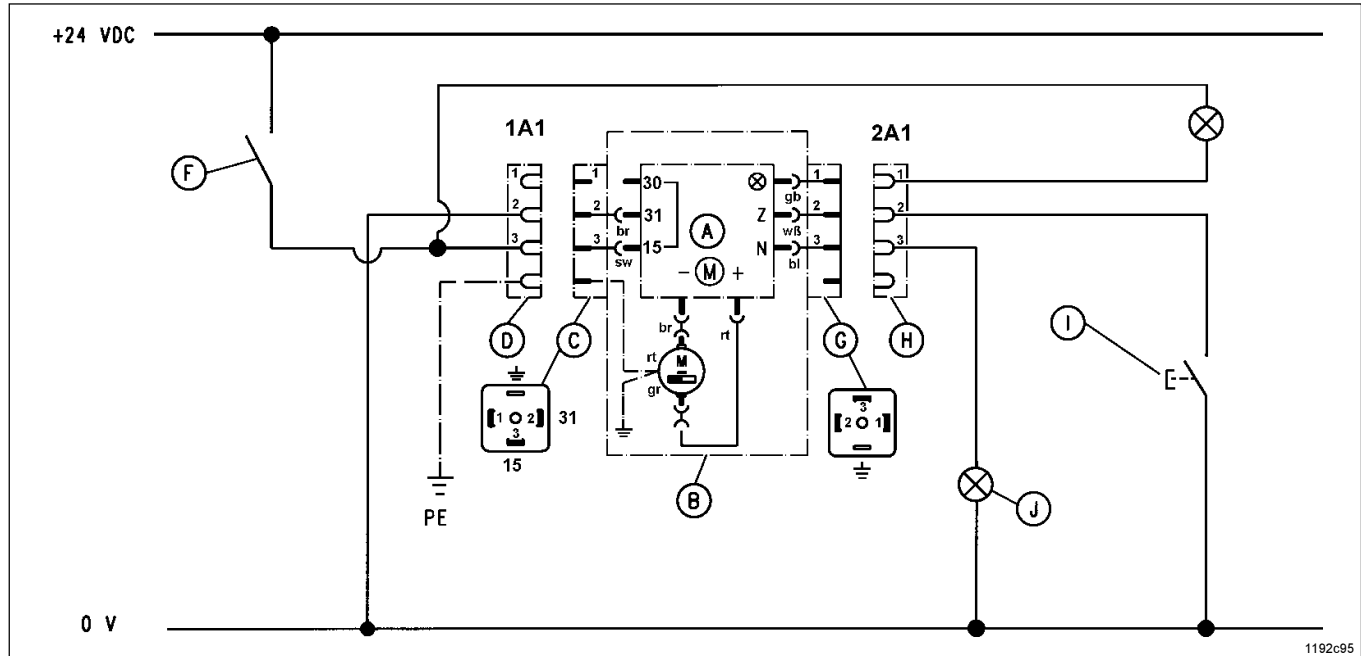 +24 VDC
1A1
2A1
F
1
2
3
1
2
3
br
sw
30
31
15
A
- M +
⊗
Z
N
gb
wß
bl
1
2
3
1
2
3
D
C
br
rt
G
H
I
rt
M
gr
1 2
3
31
15
3
2 1
B
J
PE
0 V
1192c95